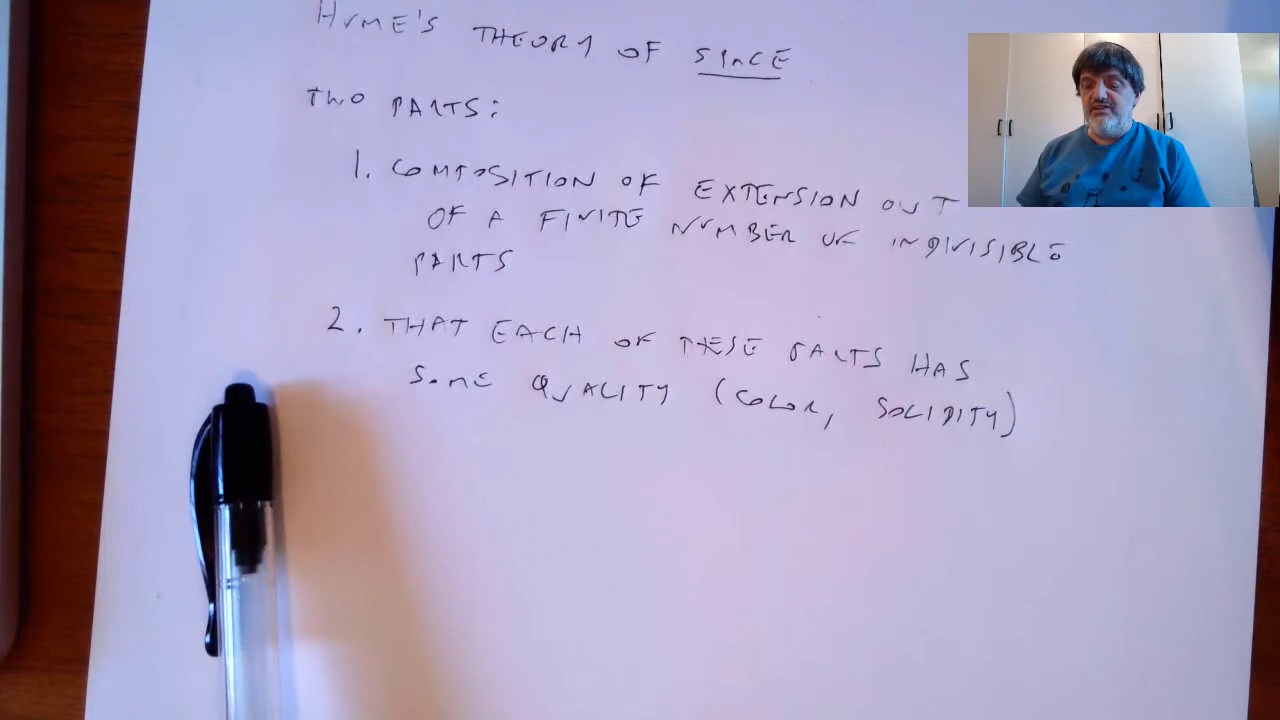 HUME'S THEORY OF SPACE
TWO PARTS:
1. COMPOSITION OF EXTENSION OUT
OF A FINITE NUMBER OF INDIVISIBLE
PARTS
2. THAT EACH OF THESE PARTS HAS
SOME QUALITY (COLOR, SOLIDITY)